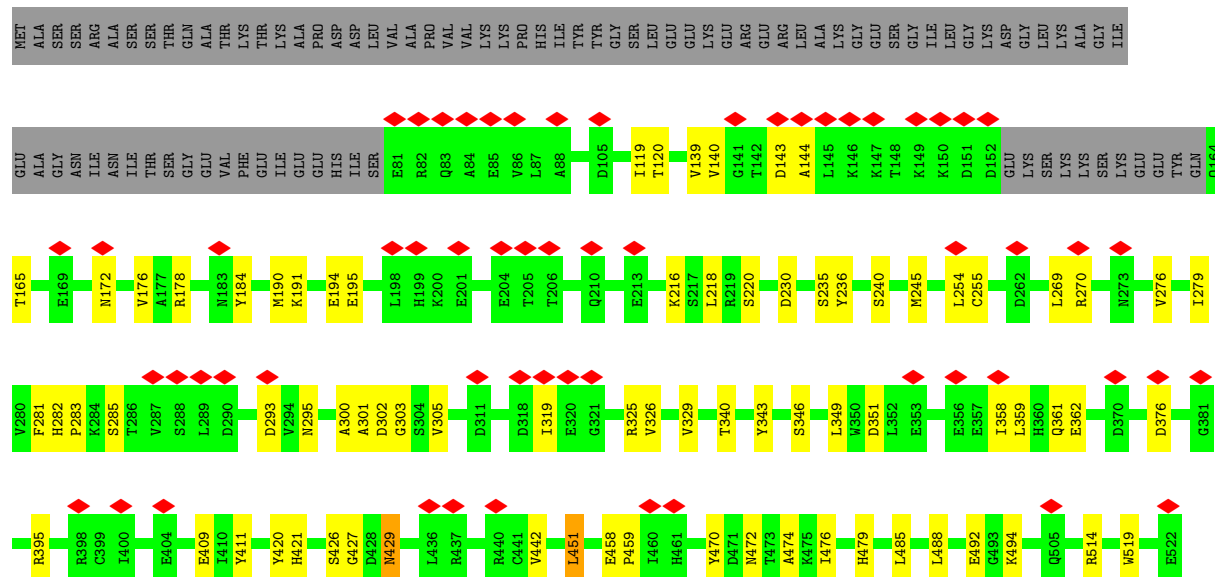 MET ALA SER SER ARG ALA SER SER THR GLN ALA THR LYS THR LYS ALA PRO ASP ASP LEU VAL ALA PRO VAL VAL LYS LYS PRO HIS ILE TYR TYR GLY SER LEU GLU GLU LYS GLU ARG GLU ARG LEU ALA LYS GLY GLU SER GLY ILE LEU GLY LYS ASP GLY LEU LYS ALA GLY ILE
GLU ALA GLY ASN ILE ASN ILE THR SER GLY GLU VAL PHE GLU ILE GLU GLU HIS ILE SER E81 R82 Q83 A84 E85 V86 L87 A88 D105 I119 T120 V139 V140 G141 T142 D143 A144 L145 K146 K147 T148 K149 K150 D151 D152 GLU LYS SER LYS LYS SER LYS GLU GLU TYR GLN Q164
T165 E169 N172 V176 A177 R178 N183 Y184 M190 K191 E194 E195 L198 H199 K200 E201 E204 T205 T206 Q210 E213 K216 S217 L218 R219 S220 D230 S235 Y236 S240 M245 L254 C255 D262 L269 R270 N273 V276 I279
V280 F281 H282 P283 K284 S285 T286 V287 S288 L289 D290 D293 V294 N295 A300 A301 D302 G303 S304 V305 D311 D318 I319 E320 G321 R325 V326 V329 T340 Y343 S346 L349 W350 D351 L352 E353 E356 E357 I358 L359 H360 Q361 E362 D370 D376 G381
R395 R398 C399 I400 E404 E409 I410 Y411 Y420 H421 S426 G427 D428 N429 L436 R437 R440 C441 V442 L451 E458 P459 I460 H461 Y470 D471 N472 T473 A474 K475 I476 H479 L485 L488 E492 G493 K494 Q505 R514 W519 E522